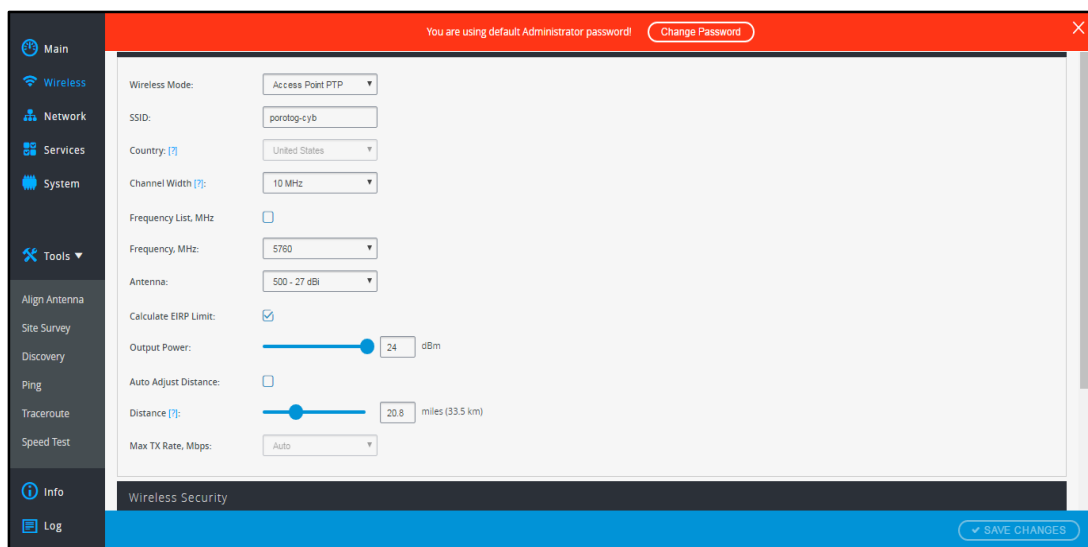 You are using default Administrator password! Change Password
Main
Wireless
Network
Services
System
Tools
Align Antenna
Site Survey
Discovery
Ping
Traceroute
Speed Test
Info
Log
Wireless Mode: Access Point PTP
SSID: porotog-cyb
Country: [?] United States
Channel Width [?]: 10 MHz
Frequency List, MHz
Frequency, MHz: 5760
Antenna: 500 - 27 dBi
Calculate EIRP Limit:
Output Power: 24 dBm
Auto Adjust Distance:
Distance [?]: 20.8 miles (33.5 km)
Max TX Rate, Mbps: Auto
Wireless Security
SAVE CHANGES